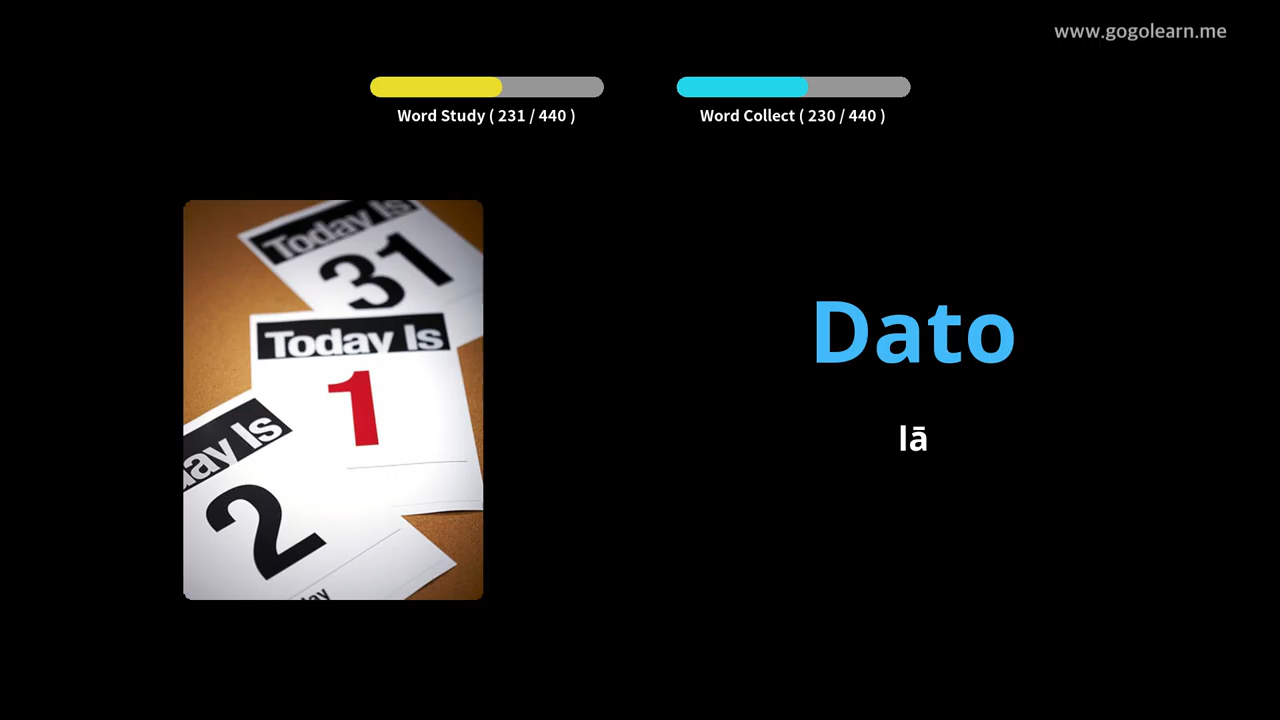 www.gogolearn.me
Word Study ( 231 / 440 )
Word Collect ( 230 / 440 )
Today Is
31
Today Is
1
ay Is
2
Dato
lā